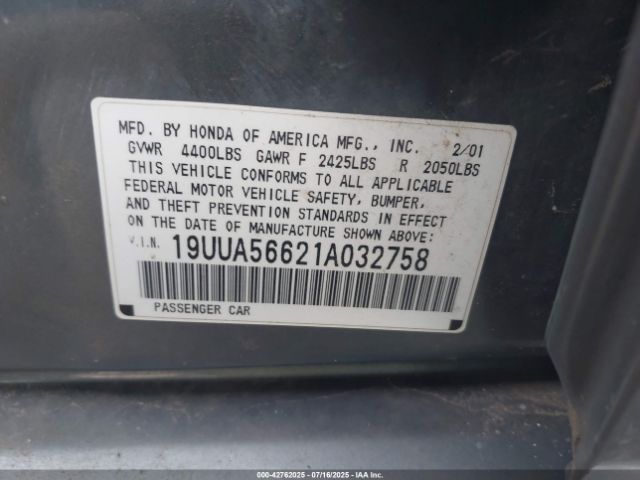 MFD. BY HONDA OF AMERICA MFG., INC. 2/01
GVWR 4400LBS GAWR F 2425LBS R 2050LBS
THIS VEHICLE CONFORMS TO ALL APPLICABLE
FEDERAL MOTOR VEHICLE SAFETY, BUMPER,
AND THEFT PREVENTION STANDARDS IN EFFECT
ON THE DATE OF MANUFACTURE SHOWN ABOVE:
V.I.N. 19UUA56621A032758
PASSENGER CAR
000-42762025 - 07/16/2025 - IAAI.COM